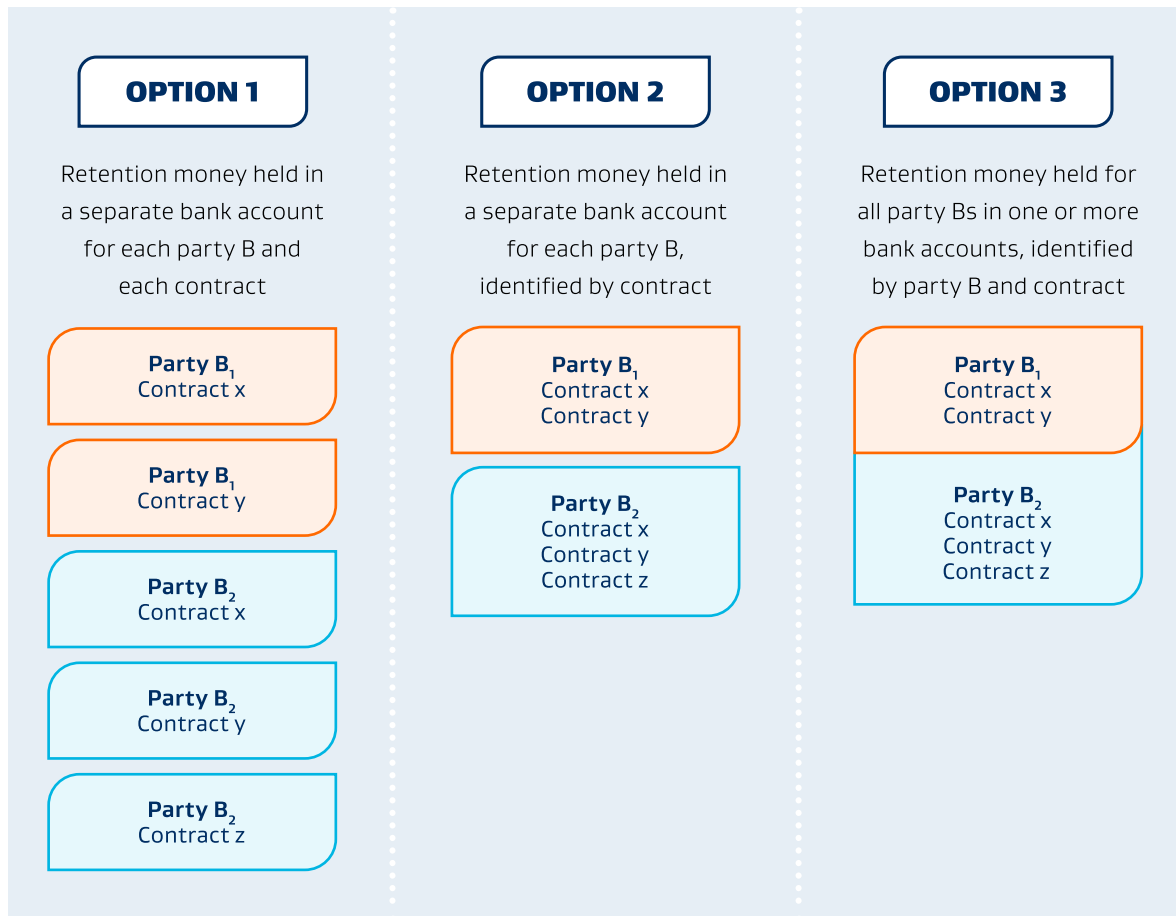 OPTION 1
Retention money held in
a separate bank account
for each party B and
each contract
Party B₁
Contract x
Party B₁
Contract y
Party B₂
Contract x
Party B₂
Contract y
Party B₂
Contract z
OPTION 2
Retention money held in
a separate bank account
for each party B,
identified by contract
Party B₁
Contract x
Contract y
Party B₂
Contract x
Contract y
Contract z
OPTION 3
Retention money held for
all party Bs in one or more
bank accounts, identified
by party B and contract
Party B₁
Contract x
Contract y
Party B₂
Contract x
Contract y
Contract z